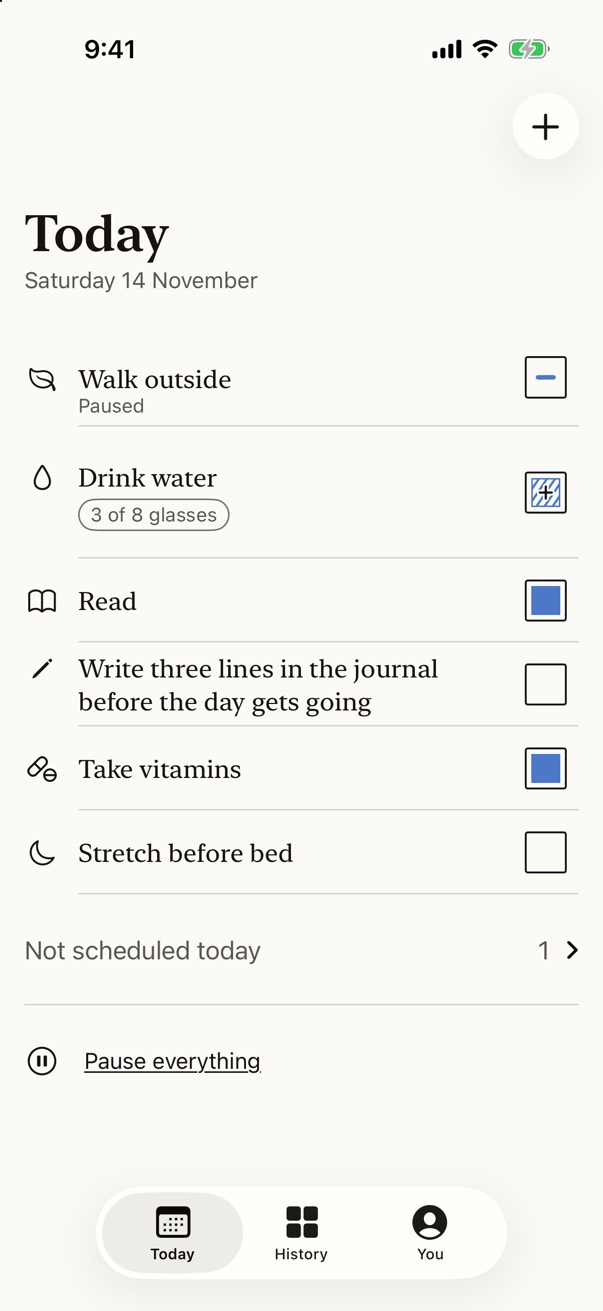 9:41
Today
Saturday 14 November
Walk outside
Paused
Drink water
3 of 8 glasses
Read
Write three lines in the journal
before the day gets going
Take vitamins
Stretch before bed
Not scheduled today 1
Pause everything
Today History You